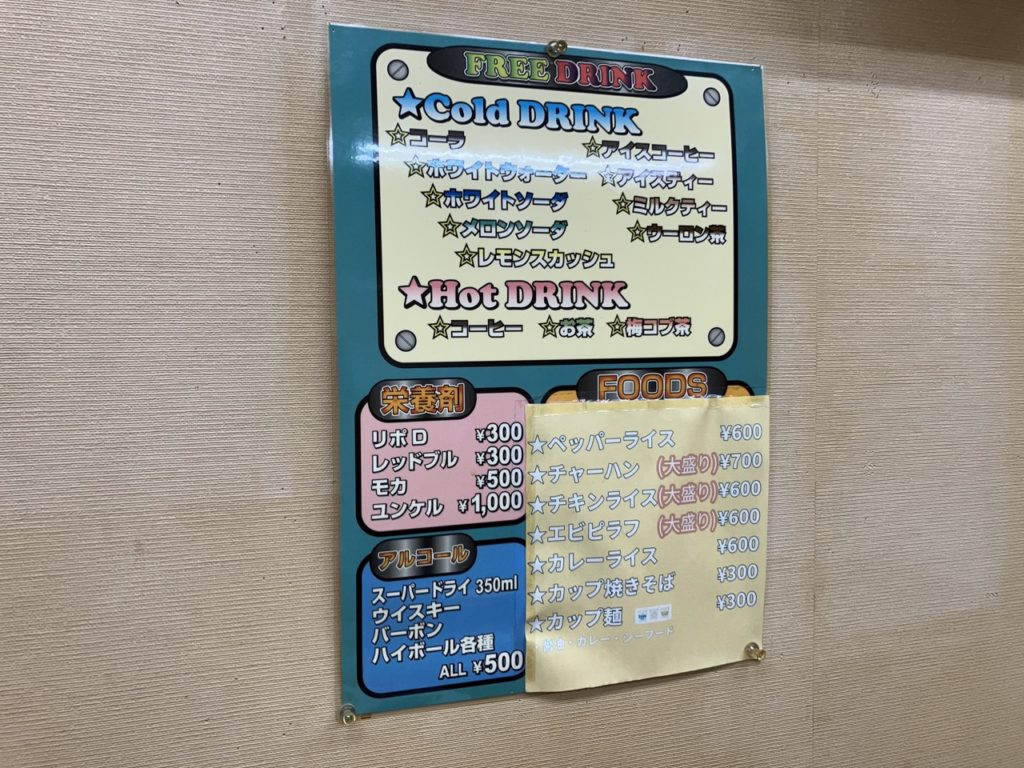 FREE DRINK
★Cold DRINK
☆コーラ
☆ホワイトウォーター
☆ホワイトソーダ
☆メロンソーダ
☆レモンスカッシュ
☆アイスコーヒー
☆アイスティー
☆ミルクティー
☆ウーロン茶
★Hot DRINK
☆コーヒー ☆お茶 ☆梅コブ茶
栄養剤
リポD ¥300
レッドブル ¥300
モカ ¥500
ユンケル ¥1,000
アルコール
スーパードライ 350ml
ウイスキー
バーボン
ハイボール各種
ALL ¥500
FOODS
★ペッパーライス ¥600
★チャーハン (大盛り) ¥700
★チキンライス (大盛り) ¥600
★エビピラフ (大盛り) ¥600
★カレーライス ¥600
★カップ焼きそば ¥300
★カップ麺 ¥300
・カレー・シーフード